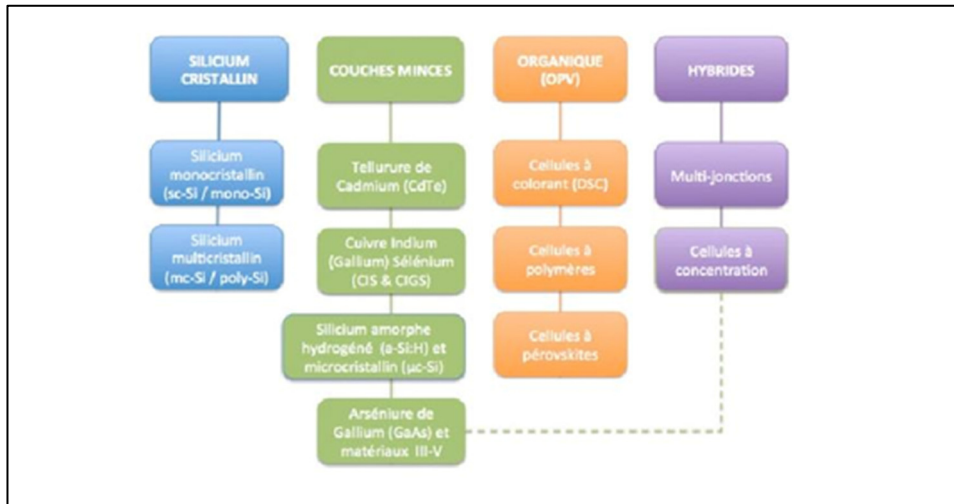 SILICIUM
CRISTALLIN
COUCHES MINCES
ORGANIQUE
(OPV)
HYBRIDES
Silicium
monocristallin
(sc-Si / mono-Si)
Silicium
multicristallin
(mc-Si / poly-Si)
Tellurure de
Cadmium (CdTe)
Cuivre Indium
(Gallium) Sélénium
(CIS & CIGS)
Silicium amorphe
hydrogéné (a-Si:H) et
microcristallin (μc-Si)
Arséniure de
Gallium (GaAs) et
matériaux III-V
Cellules à
colorant (DSC)
Cellules à
polymères
Cellules à
pérovskites
Multi-jonctions
Cellules à
concentration